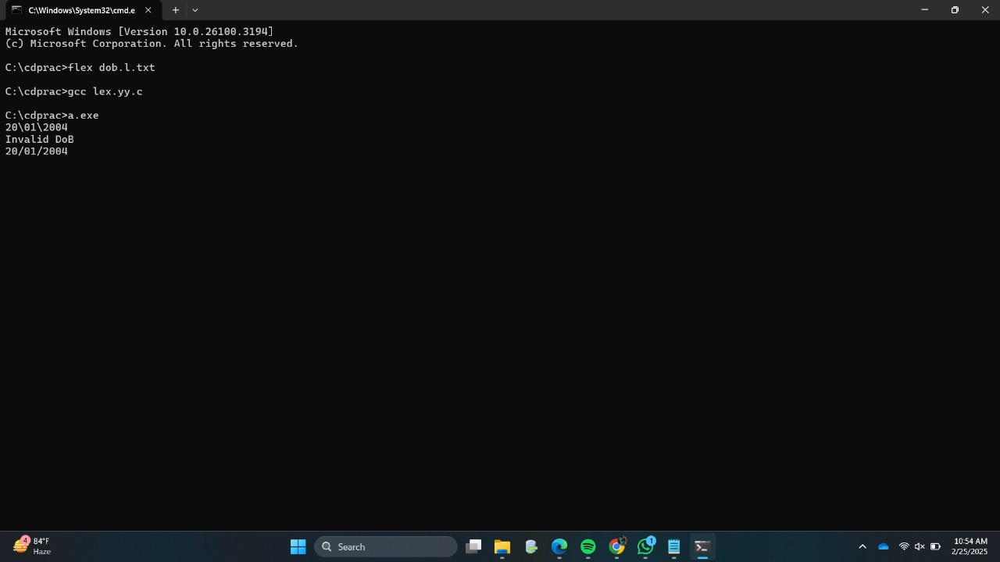 C:\Windows\System32\cmd.e
Microsoft Windows [Version 10.0.26100.3194]
(c) Microsoft Corporation. All rights reserved.
C:\cdprac>flex dob.l.txt
C:\cdprac>gcc lex.yy.c
C:\cdprac>a.exe
20\01\2004
Invalid DoB
20/01/2004
4
84°F
Haze
Search
1
10:54 AM
2/25/2025